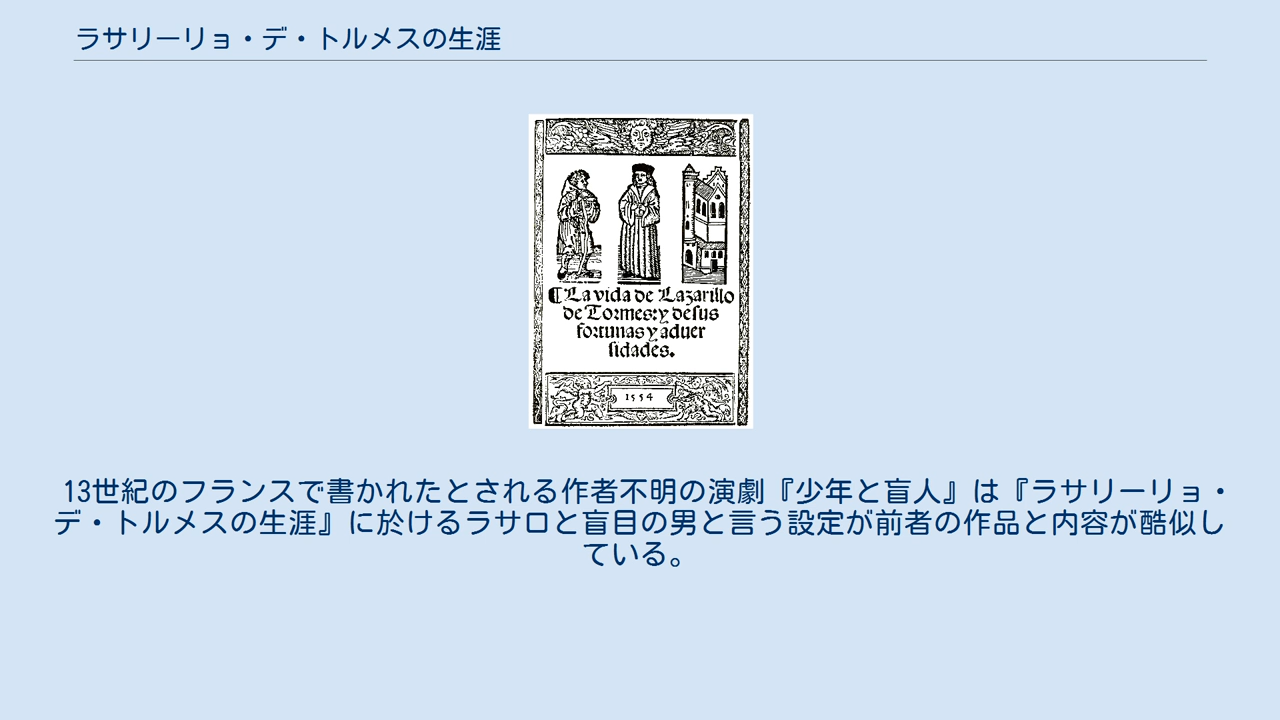 ラサリーリョ・デ・トルメスの生涯
¶La vida de Lazarillo
de Tormes:y de sus
fortunas y aduer
sidades.
1554
13世紀のフランスで書かれたとされる作者不明の演劇『少年と盲人』は『ラサリーリョ・
デ・トルメスの生涯』に於けるラサロと盲目の男と言う設定が前者の作品と内容が酷似し
ている。